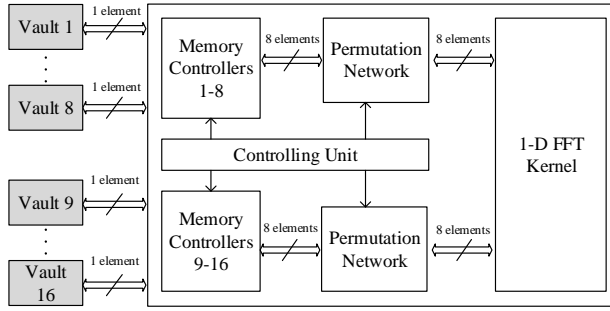 Vault 1
1 element
Vault 8
1 element
Memory
Controllers
1-8
8 elements
Permutation
Network
8 elements
1-D FFT
Kernel
Controlling Unit
Vault 9
1 element
Vault
16
1 element
Memory
Controllers
9-16
8 elements
Permutation
Network
8 elements